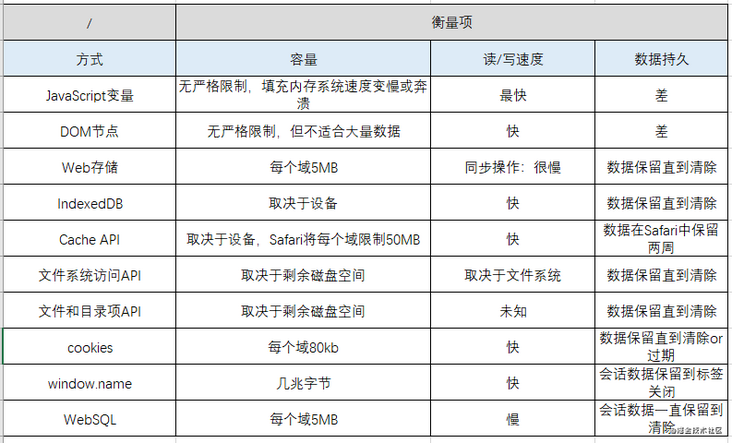 / 衡量项
方式 容量 读/写速度 数据持久
JavaScript变量 无严格限制，填充内存系统速度变慢或奔溃 最快 差
DOM节点 无严格限制，但不适合大量数据 快 差
Web存储 每个域5MB 同步操作：很慢 数据保留直到清除
IndexedDB 取决于设备 快 数据保留直到清除
Cache API 取决于设备，Safari将每个域限制50MB 快 数据在Safari中保留两周
文件系统访问API 取决于剩余磁盘空间 取决于文件系统 数据保留直到清除
文件和目录项API 取决于剩余磁盘空间 未知 数据保留直到清除
cookies 每个域80kb 快 数据保留直到清除or过期
window.name 几兆字节 快 会话数据保留到标签关闭
WebSQL 每个域5MB 慢 会话数据一直保留到清除
@掘金技术社区